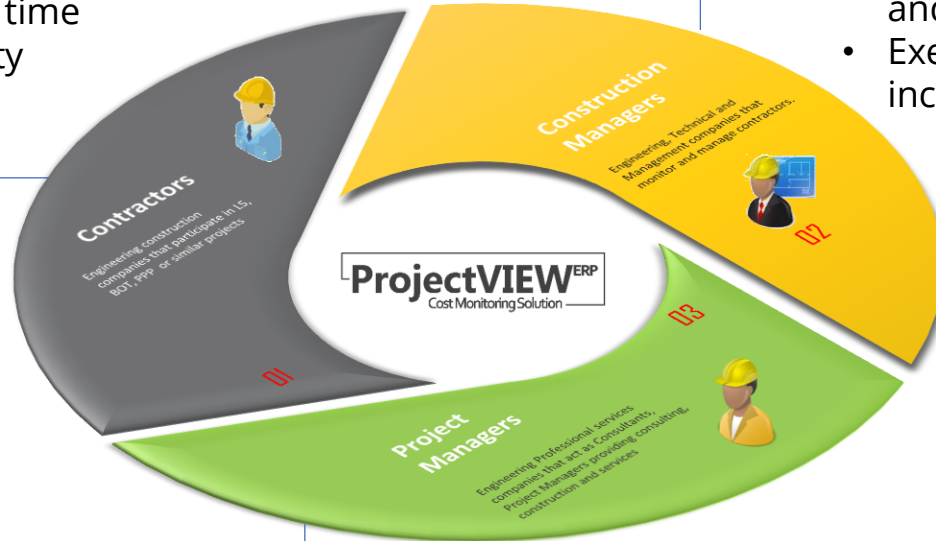 time
ty
and
• Exe
inc
Contractors
Engineering construction
companies that participate in LS,
BOT, PPP or similar projects
01
Construction
Managers
Engineering, Technical and
Management companies that
monitor and manage contractors.
02
ProjectVIEW ERP
Cost Monitoring Solution
03
Project
Managers
Engineering Professional services
companies that act as Consultants,
Project Managers providing consulting,
construction and services